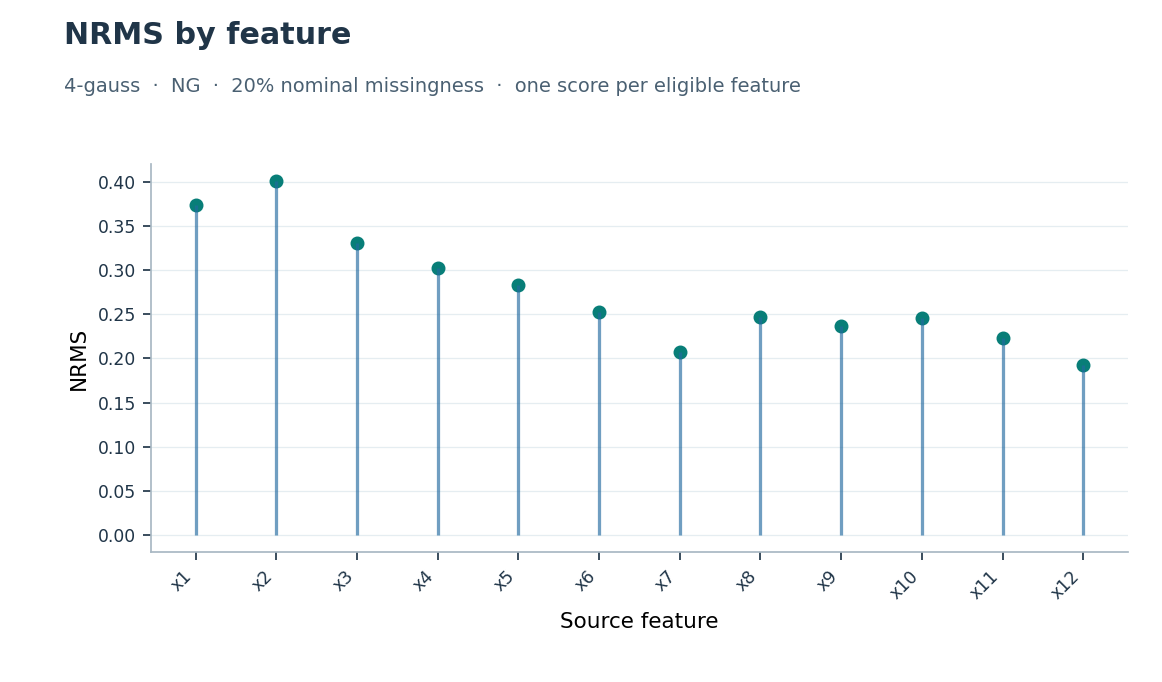 NRMS by feature
4-gauss · NG · 20% nominal missingness · one score per eligible feature
NRMS
0.40
0.35
0.30
0.25
0.20
0.15
0.10
0.05
0.00
x1 x2 x3 x4 x5 x6 x7 x8 x9 x10 x11 x12
Source feature